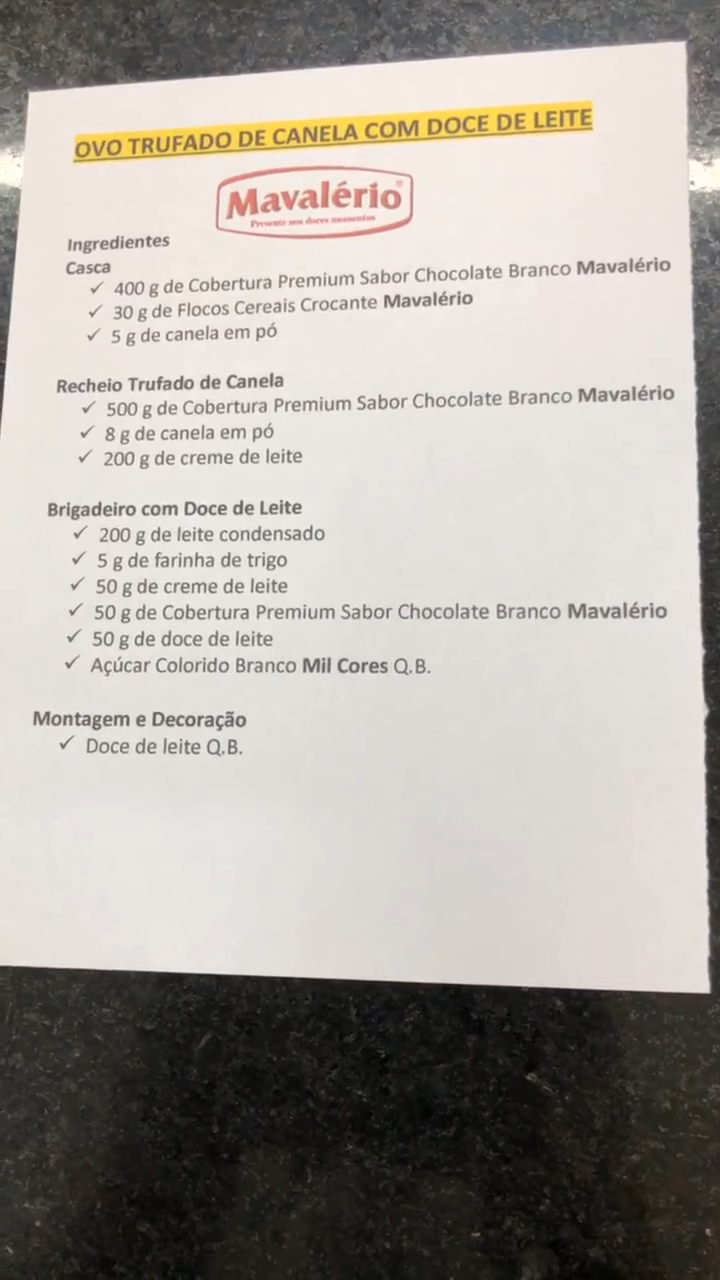 OVO TRUFADO DE CANELA COM DOCE DE LEITE
Mavalério®
Presente nos doces momentos
Ingredientes
Casca
✓ 400 g de Cobertura Premium Sabor Chocolate Branco Mavalério
✓ 30 g de Flocos Cereais Crocante Mavalério
✓ 5 g de canela em pó
Recheio Trufado de Canela
✓ 500 g de Cobertura Premium Sabor Chocolate Branco Mavalério
✓ 8 g de canela em pó
✓ 200 g de creme de leite
Brigadeiro com Doce de Leite
✓ 200 g de leite condensado
✓ 5 g de farinha de trigo
✓ 50 g de creme de leite
✓ 50 g de Cobertura Premium Sabor Chocolate Branco Mavalério
✓ 50 g de doce de leite
✓ Açúcar Colorido Branco Mil Cores Q.B.
Montagem e Decoração
✓ Doce de leite Q.B.